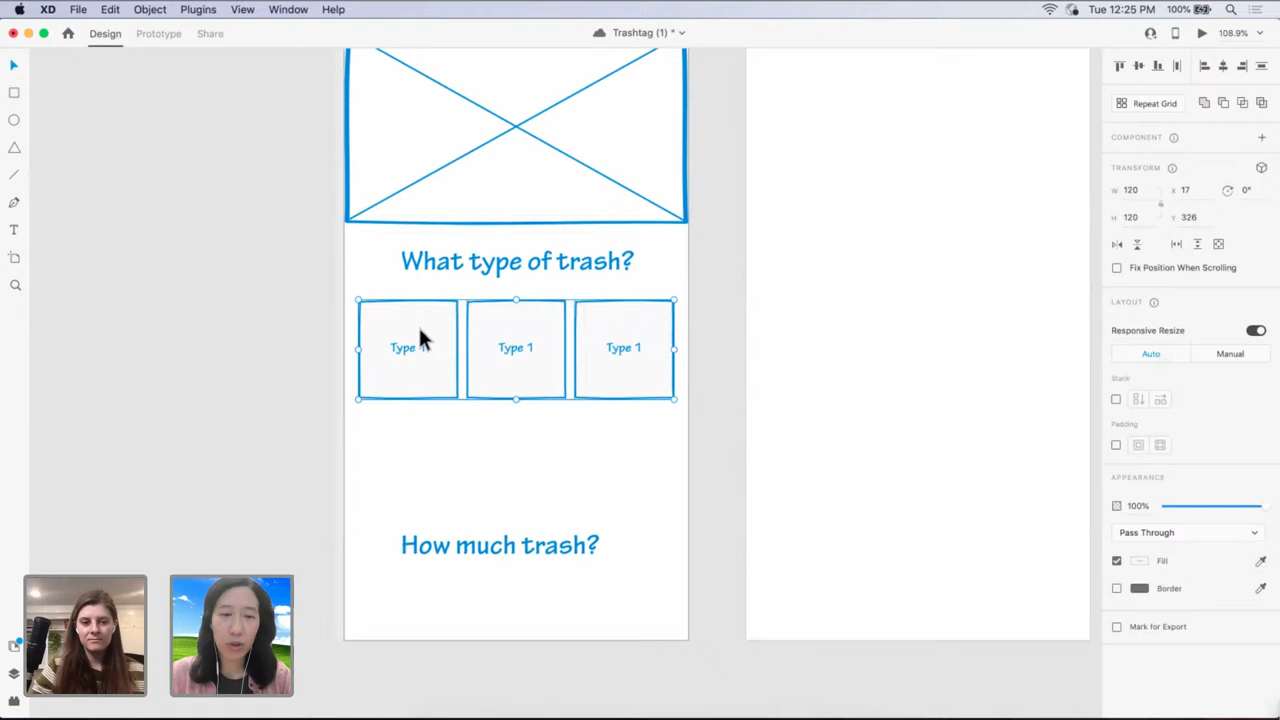 XD File Edit Object Plugins View Window Help Tue 12:25 PM 100%
Design Prototype Share Trashtag (1) * 108.9%
Repeat Grid
COMPONENT
TRANSFORM
W 120 X 17 0°
H 120 Y 326
What type of trash?
Fix Position When Scrolling
LAYOUT
Responsive Resize
Type 1 Type 1 Type 1
Auto Manual
Stack
Padding
APPEARANCE
100%
Pass Through
How much trash?
Fill
Border
Mark for Export